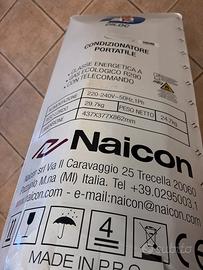 CONDIZIONATORE
PORTATILE
CLASSE ENERGETICA A
GAS ECOLOGICO R290
CON TELECOMANDO
220-240V~50Hz,1Ph
29.7kg PESO NETTO 24.7kg
437X377X862mm
Naicon
Naicon srl Via Il Caravaggio 25 Trecella 20060
Pozzuolo M.na (MI) Italia. Tel +39.0295003.1
www.naicon.com - e-mail:naicon@naicon.com
4
MADE IN P.R.C
subito